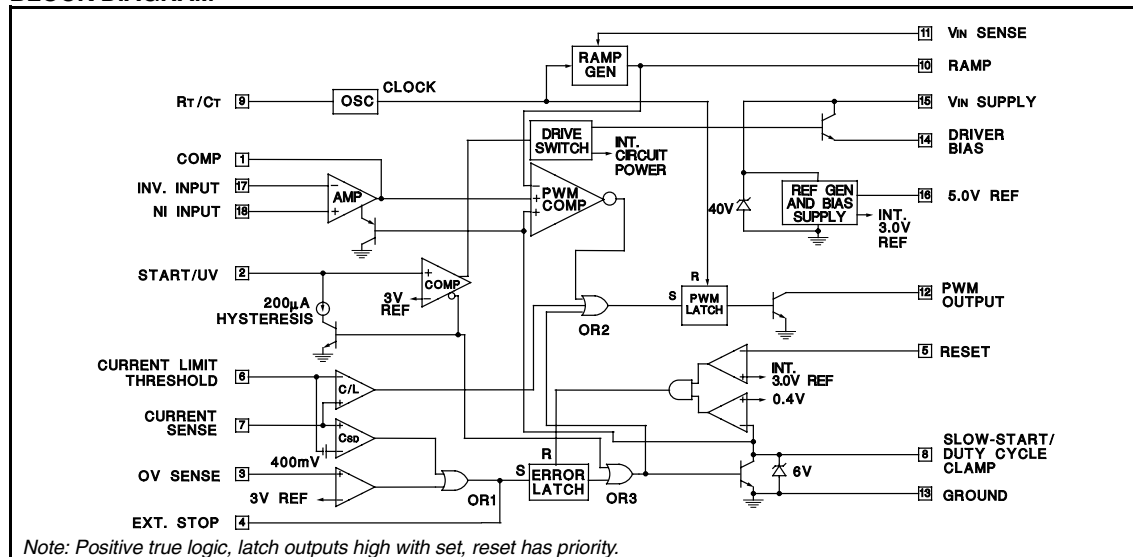 BLOCK DIAGRAM
11 VIN SENSE
RAMP
GEN
10 RAMP
CLOCK
RT/CT 9
OSC
15 VIN SUPPLY
DRIVE
SWITCH
INT.
CIRCUIT
POWER
14 DRIVER
BIAS
COMP 1
INV. INPUT 17
NI INPUT 18
–
AMP
+
–
+
+
PWM
COMP
40V
REF GEN
AND BIAS
SUPPLY
16 5.0V REF
INT.
3.0V
REF
START/UV 2
+
COMP
–
3V
REF
200µA
HYSTERESIS
R
S
PWM
LATCH
12 PWM
OUTPUT
OR2
5 RESET
–
+
INT.
3.0V REF
+
–
0.4V
CURRENT LIMIT
THRESHOLD 6
–
C/L
+
CURRENT
SENSE 7
+
CSD
–
400mV
OV SENSE 3
+
–
3V REF
OR1
R
S
ERROR
LATCH
OR3
6V
8 SLOW-START/
DUTY CYCLE
CLAMP
13 GROUND
EXT. STOP 4
Note: Positive true logic, latch outputs high with set, reset has priority.